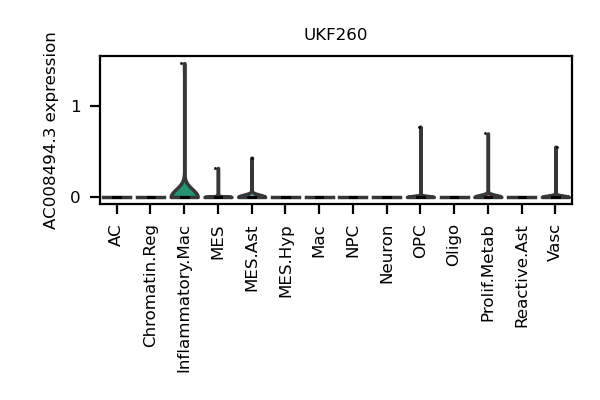 UKF260
AC008494.3 expression
1
0
AC
Chromatin.Reg
Inflammatory.Mac
MES
MES.Ast
MES.Hyp
Mac
NPC
Neuron
OPC
Oligo
Prolif.Metab
Reactive.Ast
Vasc